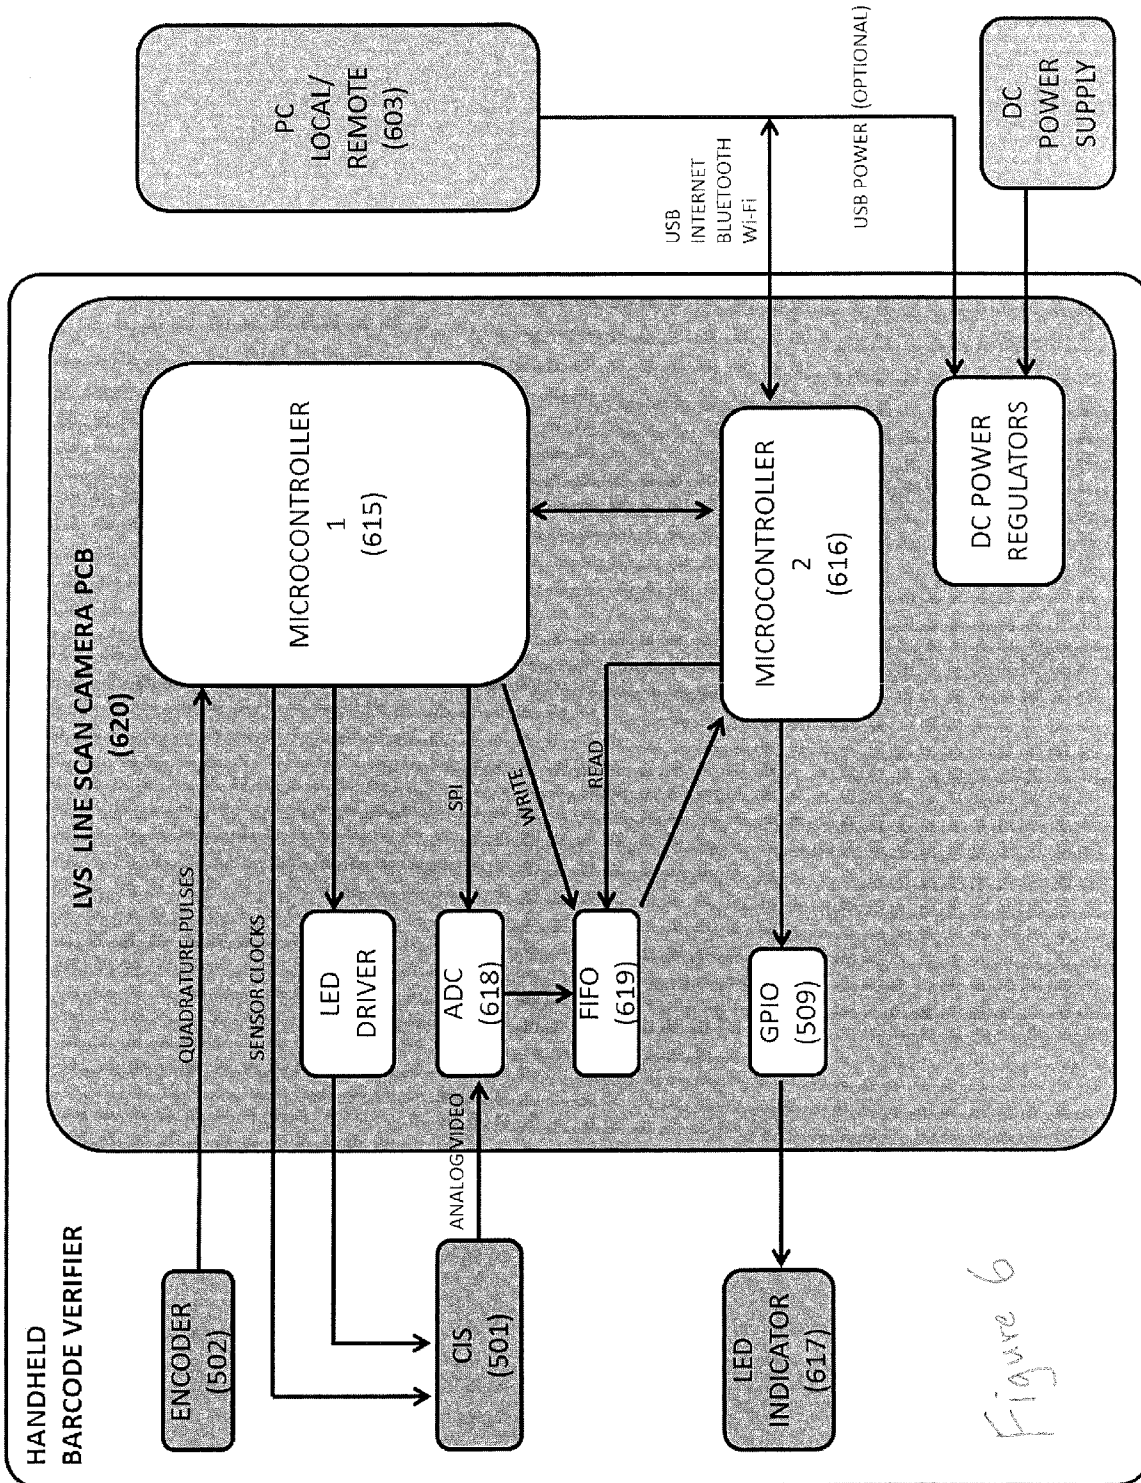 HANDHELD
BARCODE VERIFIER
LVS LINE SCAN CAMERA PCB
(620)
ENCODER
(502)
QUADRATURE PULSES
SENSOR CLOCKS
MICROCONTROLLER
1
(615)
PC
LOCAL/
REMOTE
(603)
LED
DRIVER
CIS
(501)
ANALOG VIDEO
ADC
(618)
SPI
WRITE
FIFO
(619)
READ
USB
INTERNET
BLUETOOTH
Wi-Fi
LED
INDICATOR
(617)
GPIO
(509)
MICROCONTROLLER
2
(616)
USB POWER (OPTIONAL)
DC POWER
REGULATORS
DC
POWER
SUPPLY
Figure 6